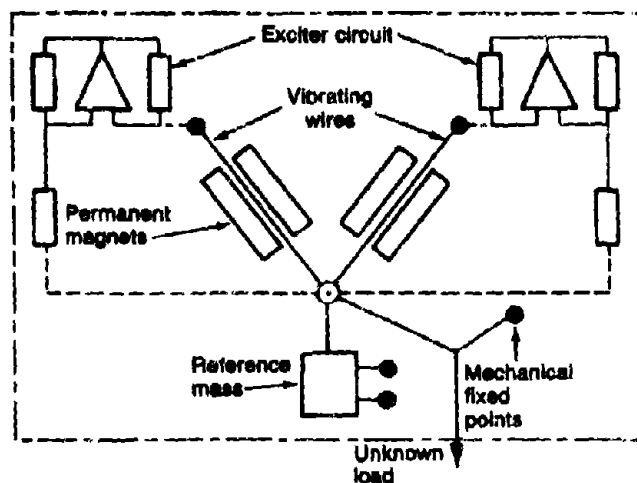 Exciter circuit
Vibrating
wires
Permanent
magnets
Reference
mass
Mechanical
fixed
points
Unknown
load